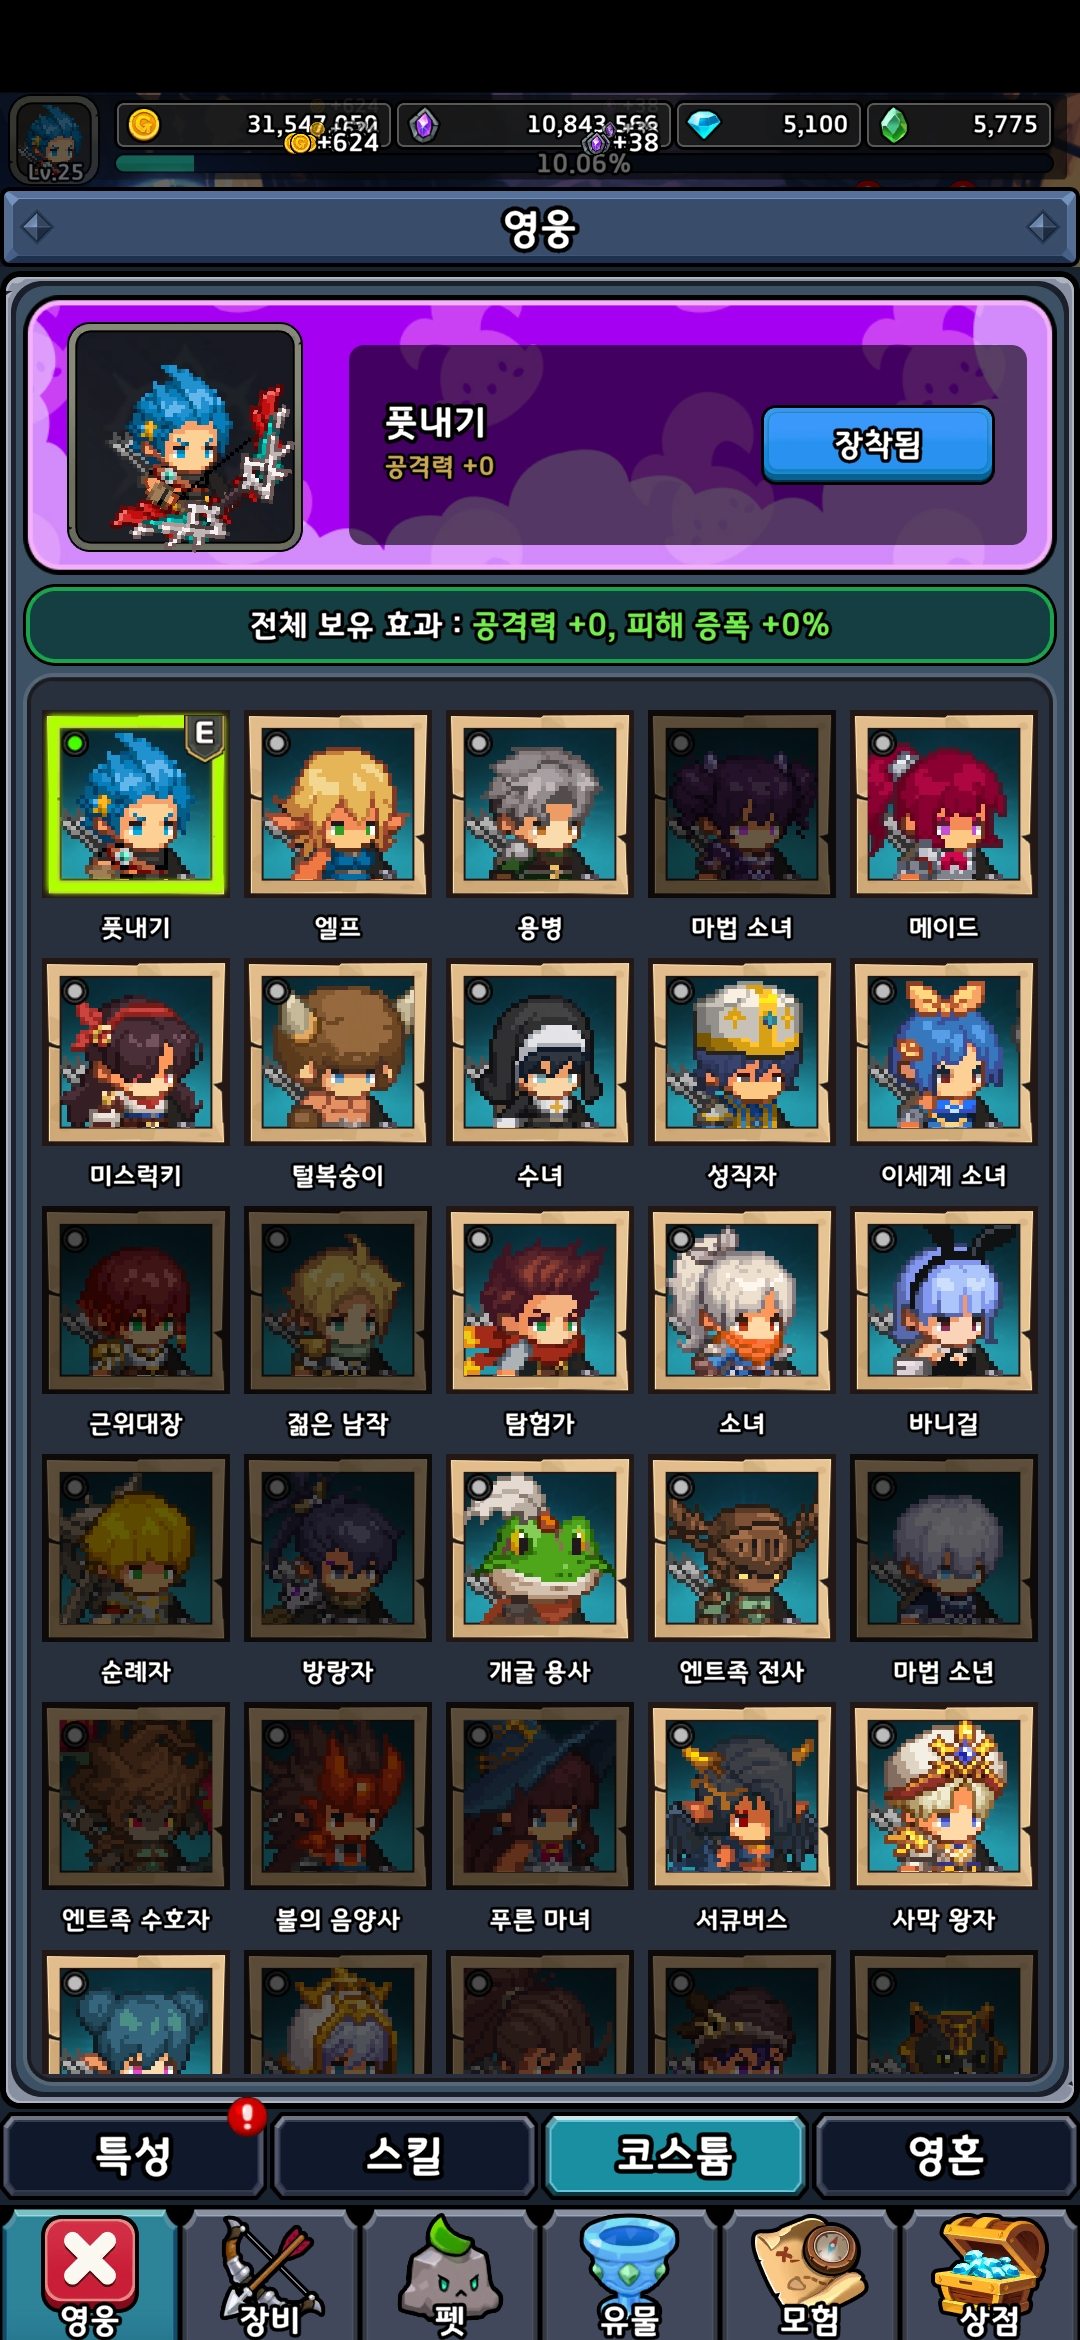 Lv.25
5,100
5,775
+624
+38
10.06%
영웅
풋내기
공격력 +0
장착됨
전체 보유 효과 : 공격력 +0, 피해 증폭 +0%
E
풋내기 엘프 용병 마법 소녀 메이드
미스럭키 털복숭이 수녀 성직자 이세계 소녀
근위대장 젊은 남작 탐험가 소녀 바니걸
순례자 방랑자 개굴 용사 엔트족 전사 마법 소년
엔트족 수호자 불의 음양사 푸른 마녀 서큐버스 사막 왕자
특성 스킬 코스튬 영혼
영웅 장비 펫 유물 모험 상점